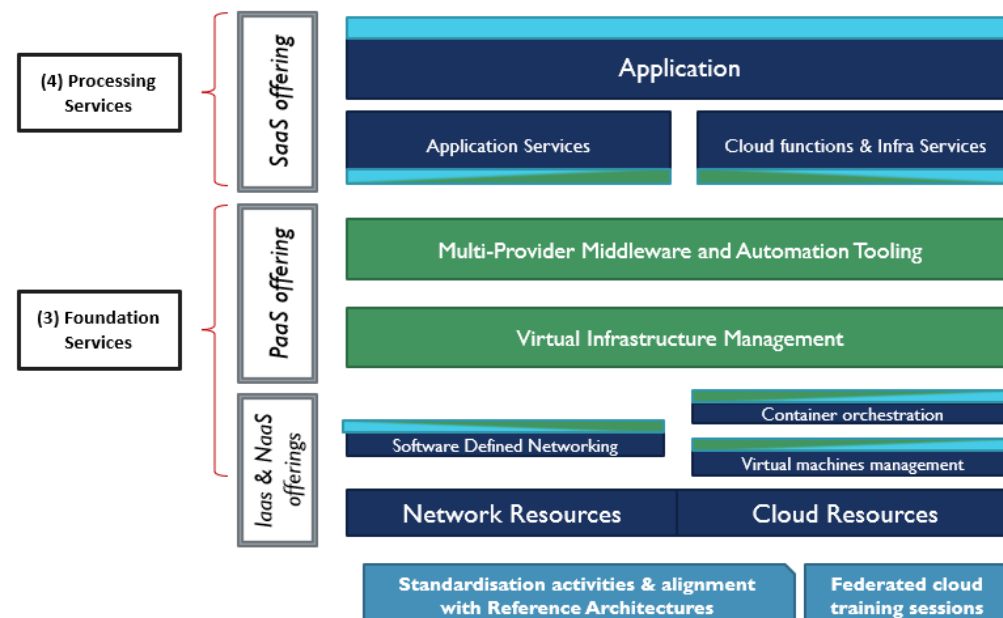 (4) Processing
Services
SaaS offering
Application
Application Services
Cloud functions & Infra Services
(3) Foundation
Services
PaaS offering
Multi-Provider Middleware and Automation Tooling
Virtual Infrastructure Management
Iaas & NaaS
offerings
Container orchestration
Software Defined Networking
Virtual machines management
Network Resources
Cloud Resources
Standardisation activities & alignment
with Reference Architectures
Federated cloud
training sessions